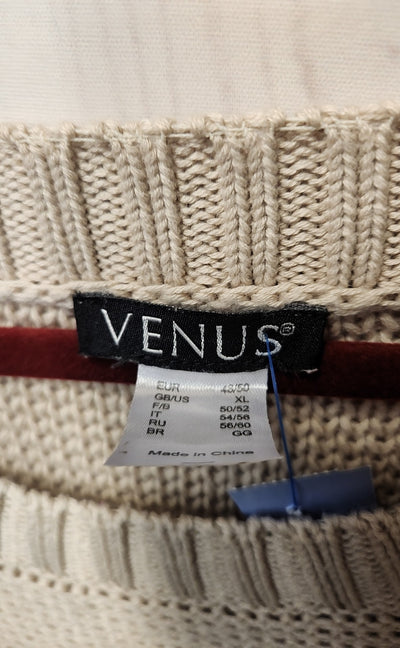 VENUS®
EUR 48/50
GB/US XL
F/B 50/52
IT 54/56
RU 56/60
BR GG
Made in China